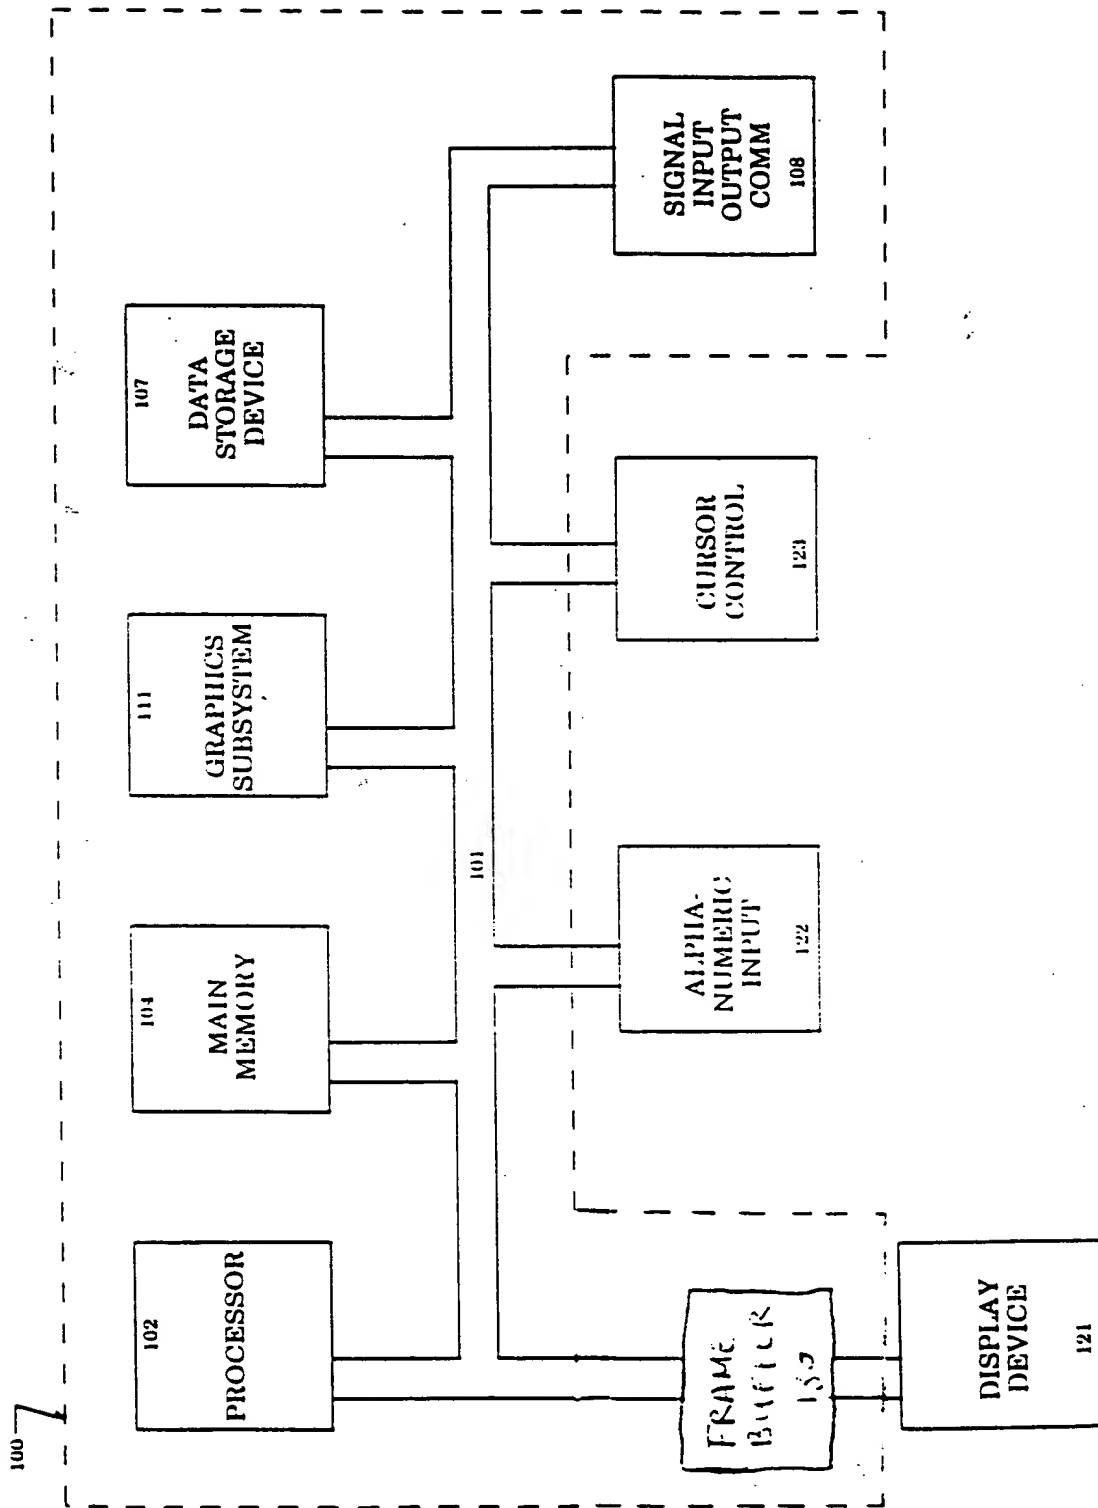 100
102
PROCESSOR
104
MAIN
MEMORY
111
GRAPHICS
SUBSYSTEM
107
DATA
STORAGE
DEVICE
101
FRAME
BUFFER
DISPLAY
DEVICE
121
ALPHA-
NUMERIC
INPUT
122
CURSOR
CONTROL
123
SIGNAL
INPUT
OUTPUT
COMM
108